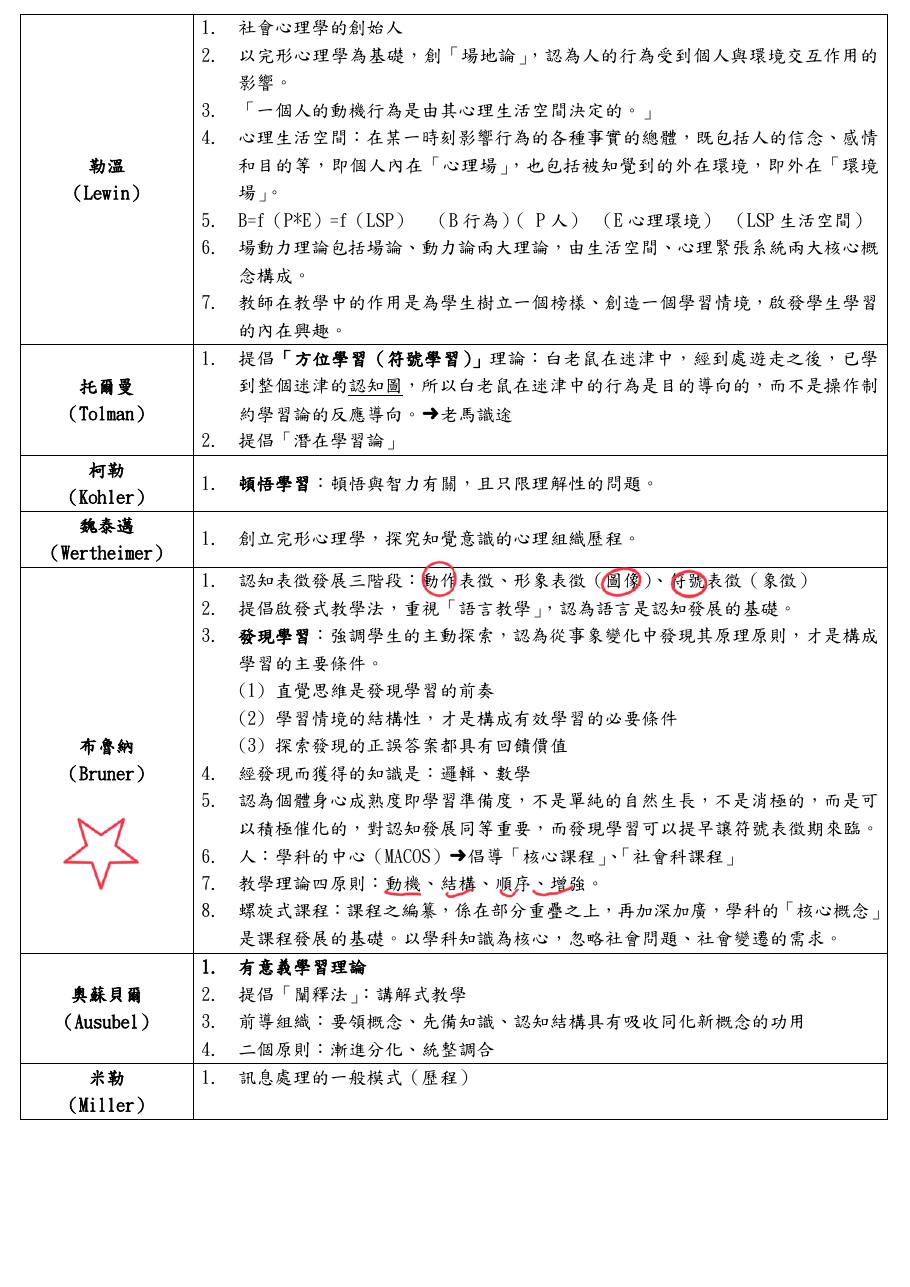 勒溫
（Lewin）
1. 社會心理學的創始人
2. 以完形心理學為基礎，創「場地論」，認為人的行為受到個人與環境交互作用的
影響。
3. 「一個人的動機行為是由其心理生活空間決定的。」
4. 心理生活空間：在某一時刻影響行為的各種事實的總體，既包括人的信念、感情
和目的等，即個人內在「心理場」，也包括被知覺到的外在環境，即外在「環境
場」。
5. B=f（P*E）=f（LSP） （B 行為）（ P 人） （E 心理環境） （LSP 生活空間）
6. 場動力理論包括場論、動力論兩大理論，由生活空間、心理緊張系統兩大核心概
念構成。
7. 教師在教學中的作用是為學生樹立一個榜樣、創造一個學習情境，啟發學生學習
的內在興趣。
托爾曼
（Tolman）
1. 提倡「方位學習（符號學習）」理論：白老鼠在迷津中，經到處遊走之後，已學
到整個迷津的認知圖，所以白老鼠在迷津中的行為是目的導向的，而不是操作制
約學習論的反應導向。➜老馬識途
2. 提倡「潛在學習論」
柯勒
（Kohler）
1. 頓悟學習：頓悟與智力有關，且只限理解性的問題。
魏泰邁
（Wertheimer）
1. 創立完形心理學，探究知覺意識的心理組織歷程。
布魯納
（Bruner）
1. 認知表徵發展三階段：動作表徵、形象表徵（圖像）、符號表徵（象徵）
2. 提倡啟發式教學法，重視「語言教學」，認為語言是認知發展的基礎。
3. 發現學習：強調學生的主動探索，認為從事象變化中發現其原理原則，才是構成
學習的主要條件。
(1) 直覺思維是發現學習的前奏
(2) 學習情境的結構性，才是構成有效學習的必要條件
(3) 探索發現的正誤答案都具有回饋價值
4. 經發現而獲得的知識是：邏輯、數學
5. 認為個體身心成熟度即學習準備度，不是單純的自然生長，不是消極的，而是可
以積極催化的，對認知發展同等重要，而發現學習可以提早讓符號表徵期來臨。
6. 人：學科的中心（MACOS）➜倡導「核心課程」、「社會科課程」
7. 教學理論四原則：動機、結構、順序、增強。
8. 螺旋式課程：課程之編纂，係在部分重疊之上，再加深加廣，學科的「核心概念」
是課程發展的基礎。以學科知識為核心，忽略社會問題、社會變遷的需求。
奧蘇貝爾
（Ausubel）
1. 有意義學習理論
2. 提倡「闡釋法」：講解式教學
3. 前導組織：要領概念、先備知識、認知結構具有吸收同化新概念的功用
4. 二個原則：漸進分化、統整調合
米勒
（Miller）
1. 訊息處理的一般模式（歷程）